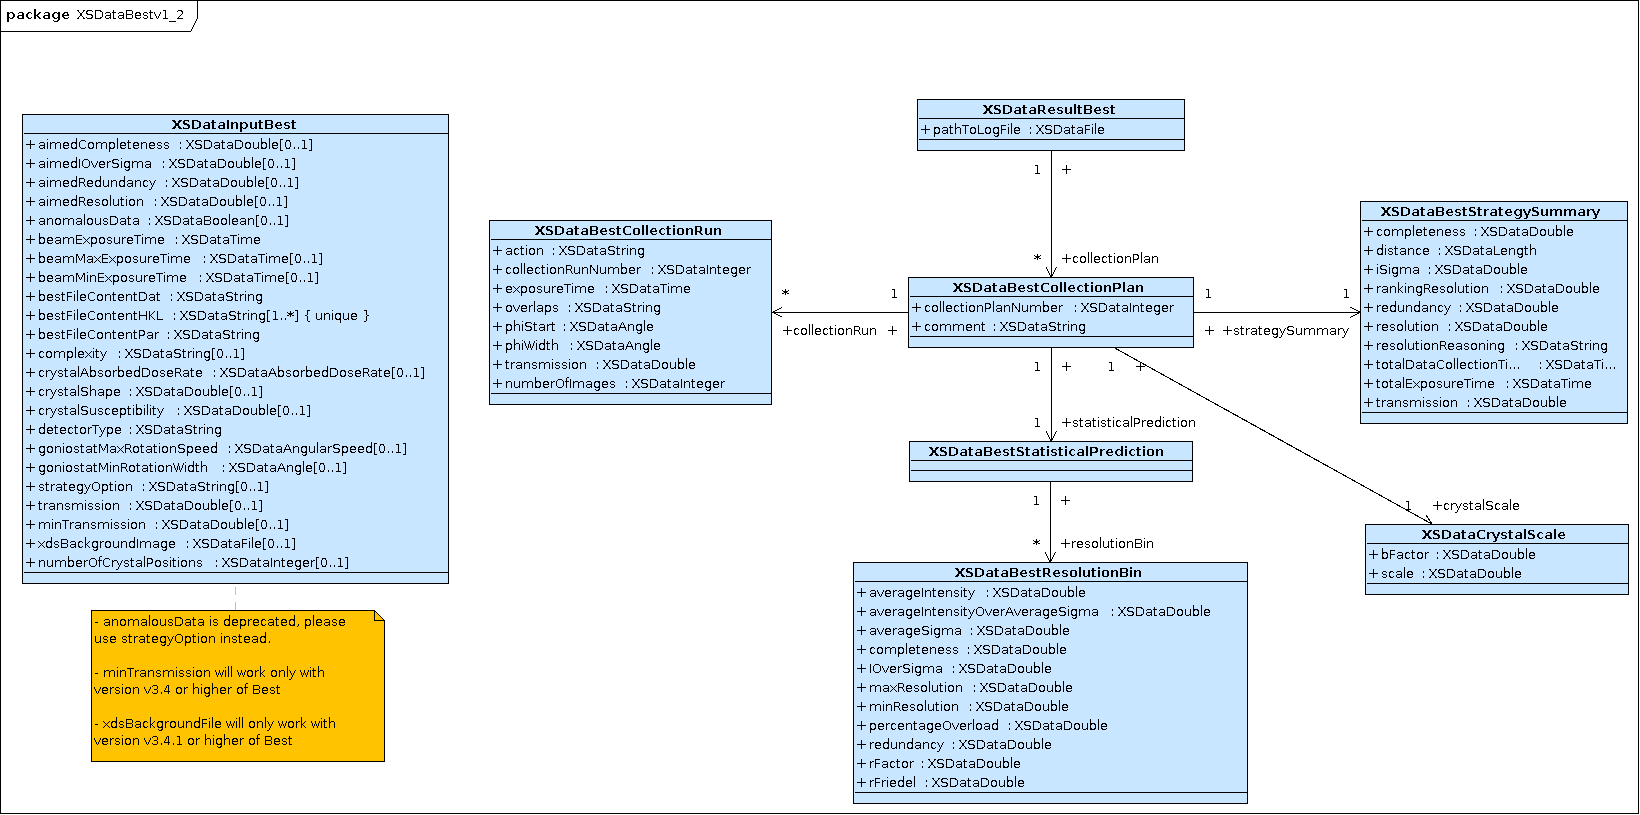 package XSDataBestv1_2
XSDataInputBest
+ aimedCompleteness : XSDataDouble[0..1]
+ aimedIOverSigma : XSDataDouble[0..1]
+ aimedRedundancy : XSDataDouble[0..1]
+ aimedResolution : XSDataDouble[0..1]
+ anomalousData : XSDataBoolean[0..1]
+ beamExposureTime : XSDataTime
+ beamMaxExposureTime : XSDataTime[0..1]
+ beamMinExposureTime : XSDataTime[0..1]
+ bestFileContentDat : XSDataString
+ bestFileContentHKL : XSDataString[1..*] { unique }
+ bestFileContentPar : XSDataString
+ complexity : XSDataString[0..1]
+ crystalAbsorbedDoseRate : XSDataAbsorbedDoseRate[0..1]
+ crystalShape : XSDataDouble[0..1]
+ crystalSusceptibility : XSDataDouble[0..1]
+ detectorType : XSDataString
+ goniostatMaxRotationSpeed : XSDataAngularSpeed[0..1]
+ goniostatMinRotationWidth : XSDataAngle[0..1]
+ strategyOption : XSDataString[0..1]
+ transmission : XSDataDouble[0..1]
+ minTransmission : XSDataDouble[0..1]
+ xdsBackgroundImage : XSDataFile[0..1]
+ numberOfCrystalPositions : XSDataInteger[0..1]
- anomalousData is deprecated, please
use strategyOption instead.
- minTransmission will work only with
version v3.4 or higher of Best
- xdsBackgroundFile will only work with
version v3.4.1 or higher of Best
XSDataBestCollectionRun
+ action : XSDataString
+ collectionRunNumber : XSDataInteger
+ exposureTime : XSDataTime
+ overlaps : XSDataString
+ phiStart : XSDataAngle
+ phiWidth : XSDataAngle
+ transmission : XSDataDouble
+ numberOfImages : XSDataInteger
XSDataResultBest
+ pathToLogFile : XSDataFile
1 +
* +collectionPlan
XSDataBestCollectionPlan
+ collectionPlanNumber : XSDataInteger
+ comment : XSDataString
* 1
+collectionRun +
1 1
+ +strategySummary
1 + 1 +
1 +statisticalPrediction
XSDataBestStatisticalPrediction
1 +
* +resolutionBin
XSDataBestResolutionBin
+ averageIntensity : XSDataDouble
+ averageIntensityOverAverageSigma : XSDataDouble
+ averageSigma : XSDataDouble
+ completeness : XSDataDouble
+ IOverSigma : XSDataDouble
+ maxResolution : XSDataDouble
+ minResolution : XSDataDouble
+ percentageOverload : XSDataDouble
+ redundancy : XSDataDouble
+ rFactor : XSDataDouble
+ rFriedel : XSDataDouble
XSDataBestStrategySummary
+ completeness : XSDataDouble
+ distance : XSDataLength
+ iSigma : XSDataDouble
+ rankingResolution : XSDataDouble
+ redundancy : XSDataDouble
+ resolution : XSDataDouble
+ resolutionReasoning : XSDataString
+ totalDataCollectionTi... : XSDataTi...
+ totalExposureTime : XSDataTime
+ transmission : XSDataDouble
1 +crystalScale
XSDataCrystalScale
+ bFactor : XSDataDouble
+ scale : XSDataDouble